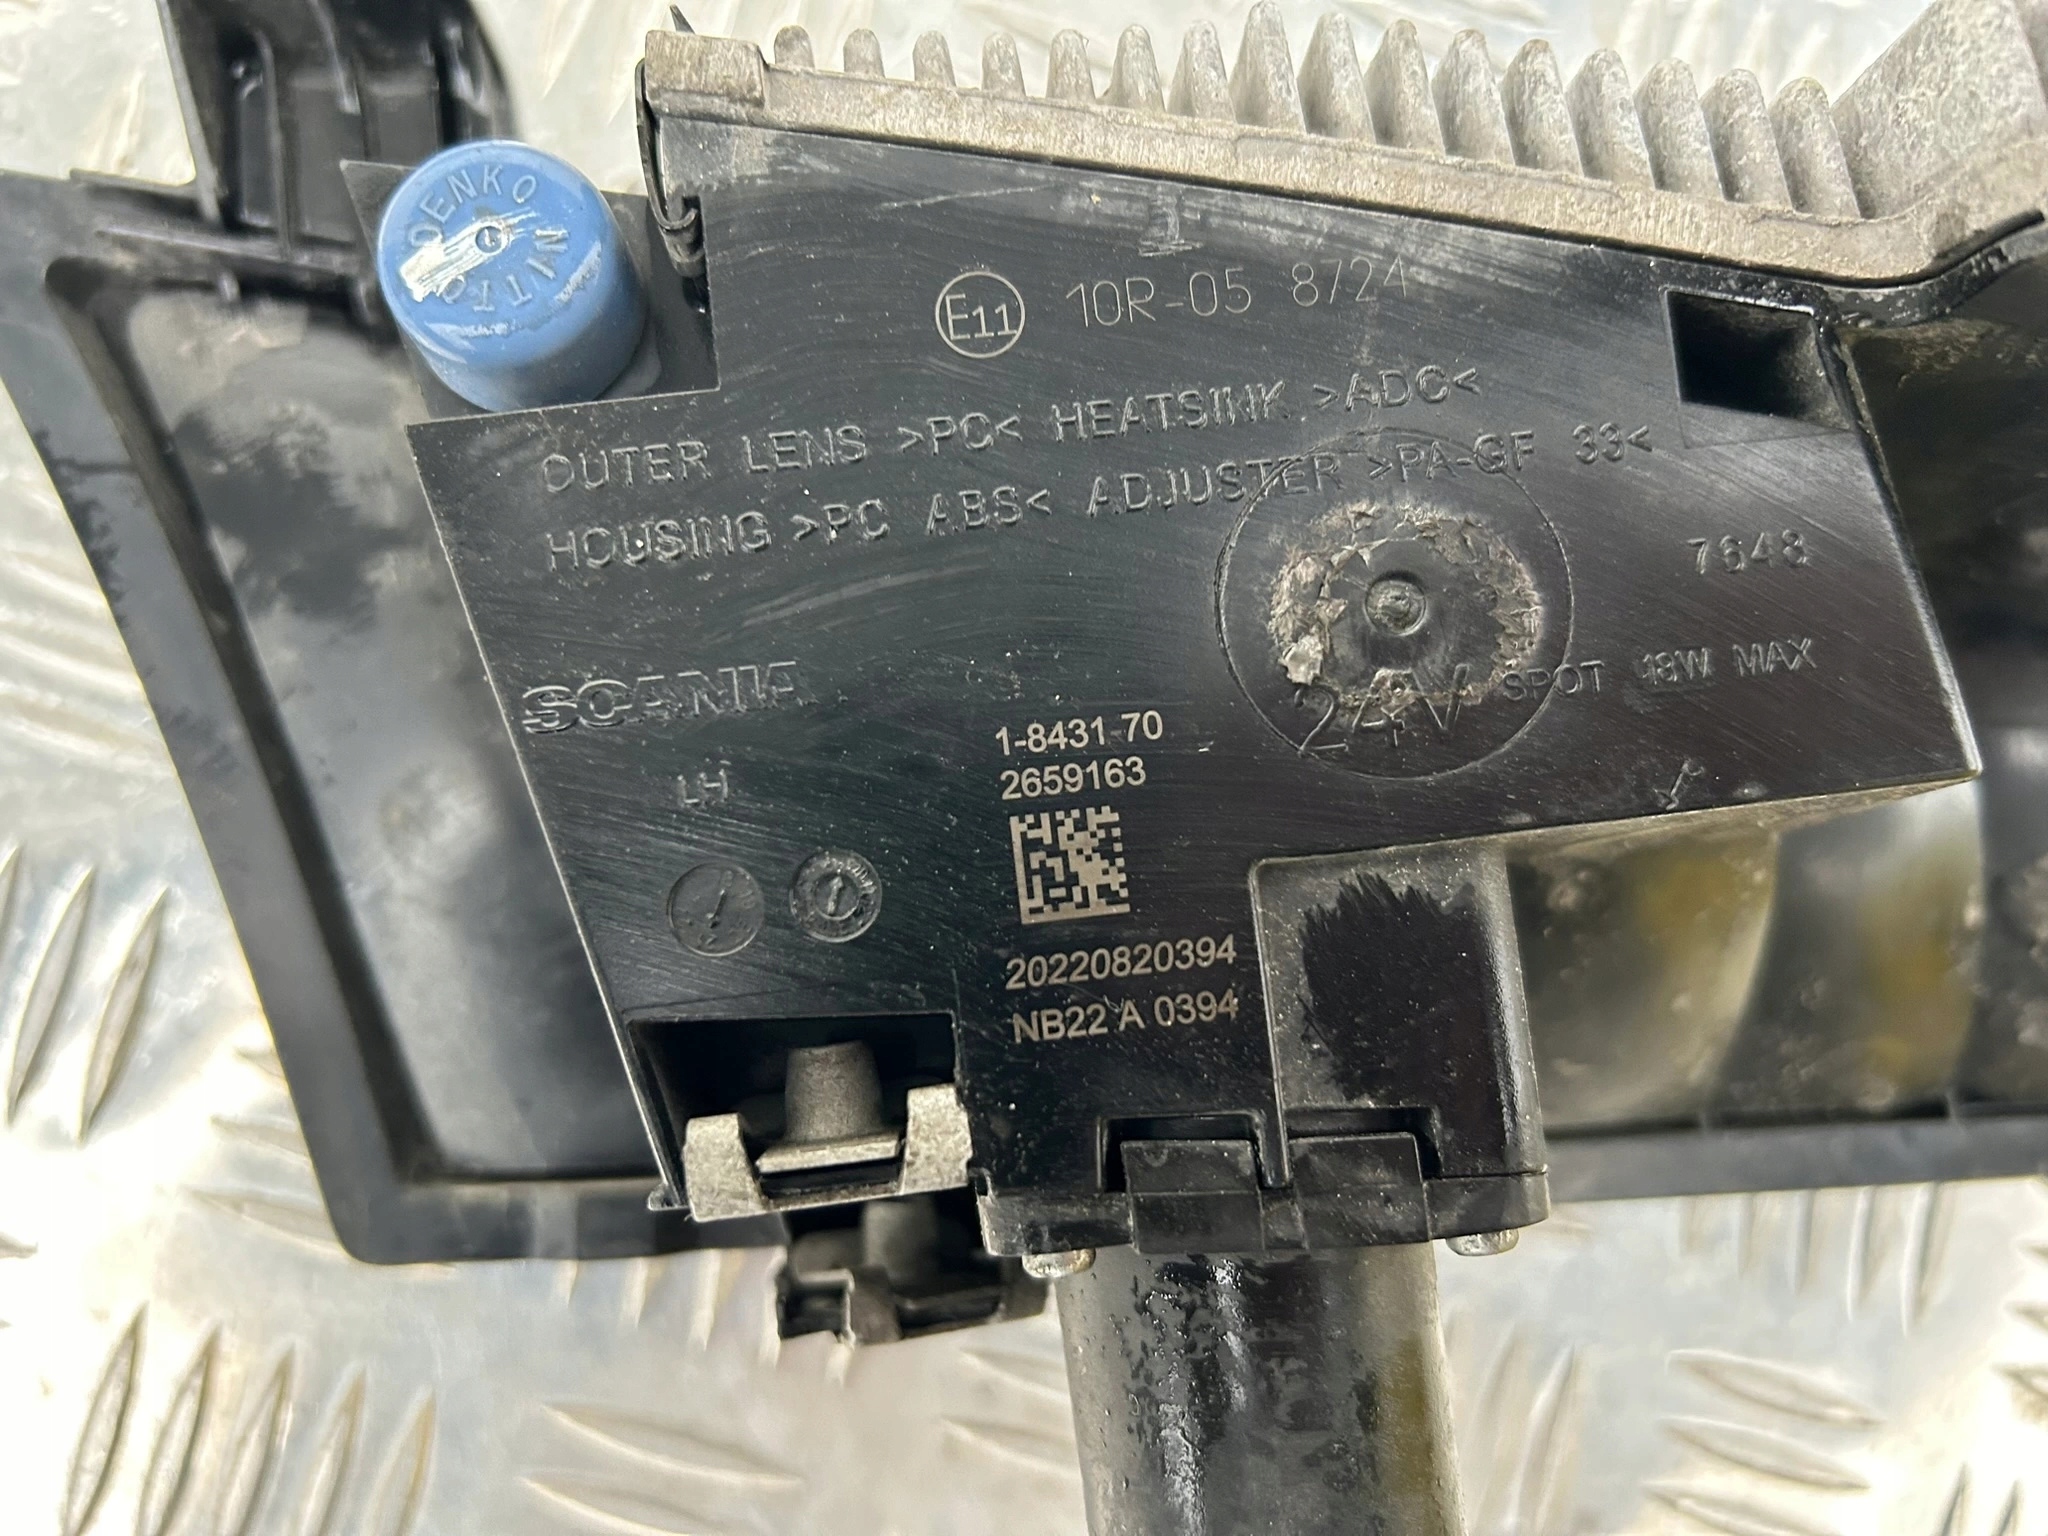 NITTO DENKO
E11 10R-05 8724
OUTER LENS >PC< HEATSINK >ADC<
HOUSING >PC ABS< ADJUSTER >PA-GF 33<
7648
SCANIA
24V SPOT 18W MAX
LH
1-8431-70
2659163
20220820394
NB22 A 0394